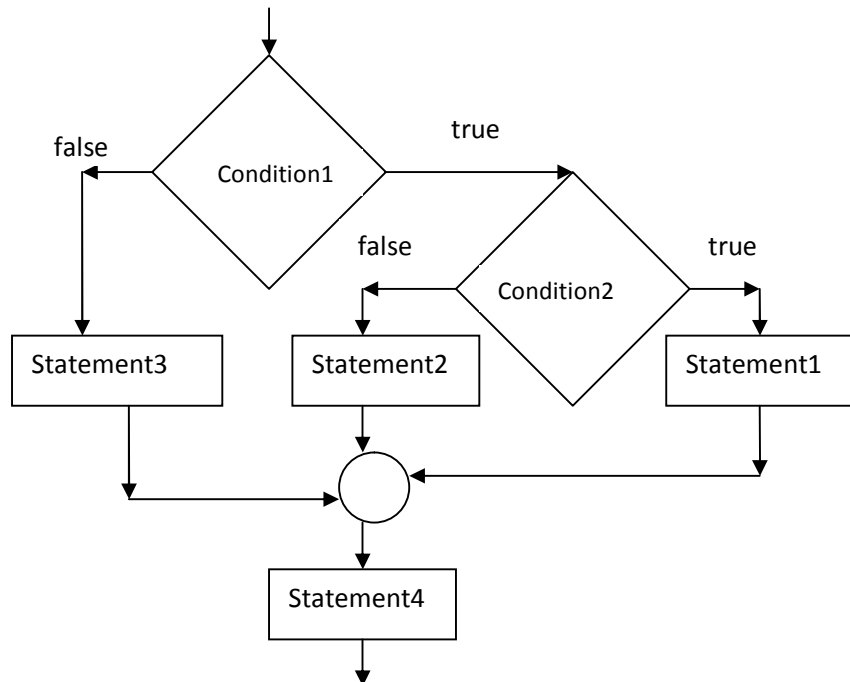 true
false
Condition1
false
true
Condition2
Statement3
Statement2
Statement1
Statement4